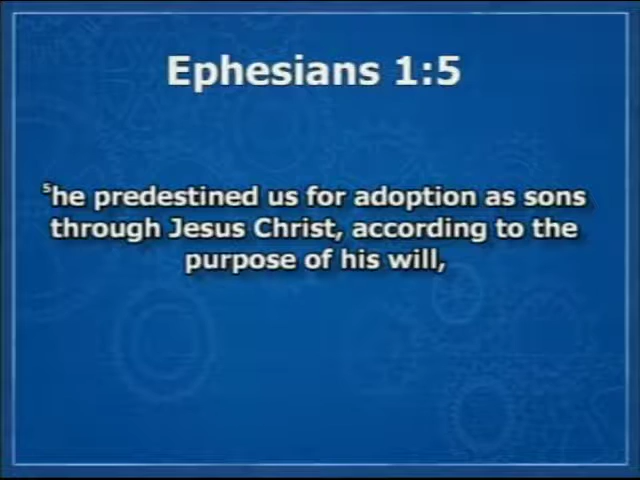 Ephesians 1:5
⁵he predestined us for adoption as sons
through Jesus Christ, according to the
purpose of his will,